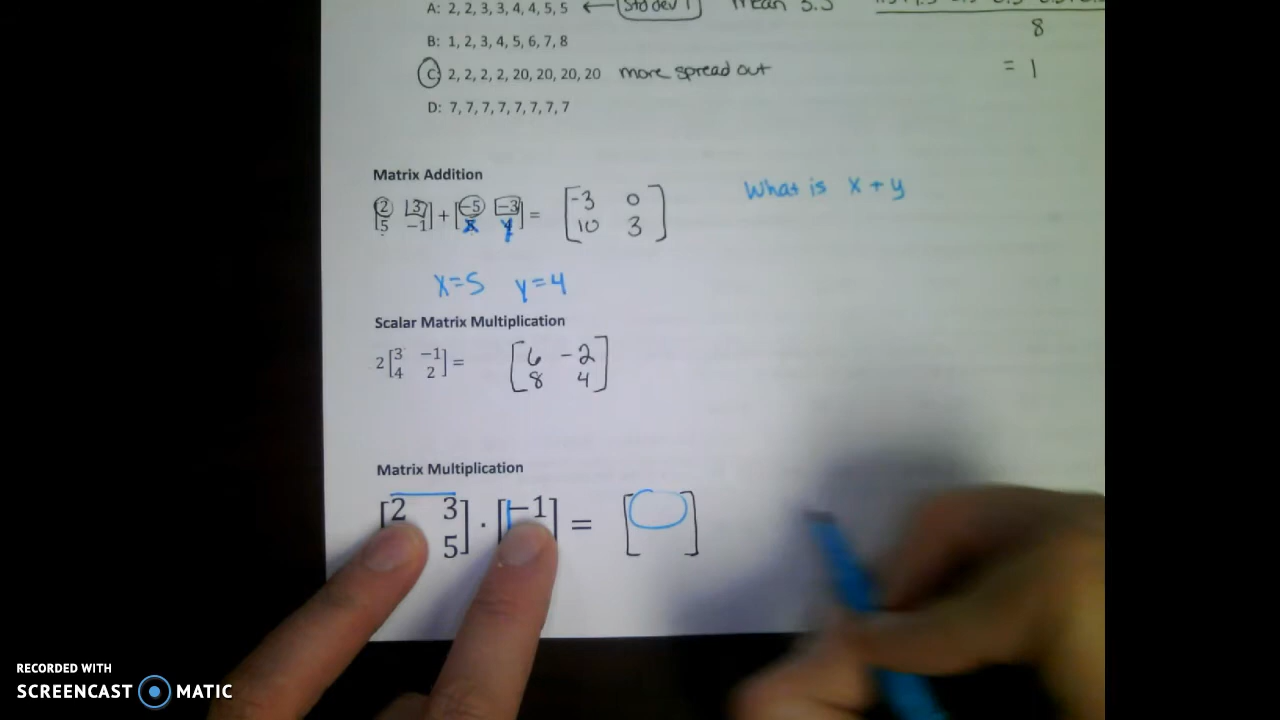 A: 2, 2, 3, 3, 4, 4, 5, 5 ← Std dev 1 Mean 3.5
8
B: 1, 2, 3, 4, 5, 6, 7, 8
C: 2, 2, 2, 2, 20, 20, 20, 20 more spread out = 1
D: 7, 7, 7, 7, 7, 7, 7, 7
Matrix Addition
What is x + y
[2 3] + [−5 −3] = [-3 0]
[5 −1] [x y] [10 3]
x=5 y=4
Scalar Matrix Multiplication
2 [3 −1] = [6 -2]
[4 2] [8 4]
Matrix Multiplication
[2 3] · [−1] = [ ]
5
RECORDED WITH
SCREENCAST MATIC